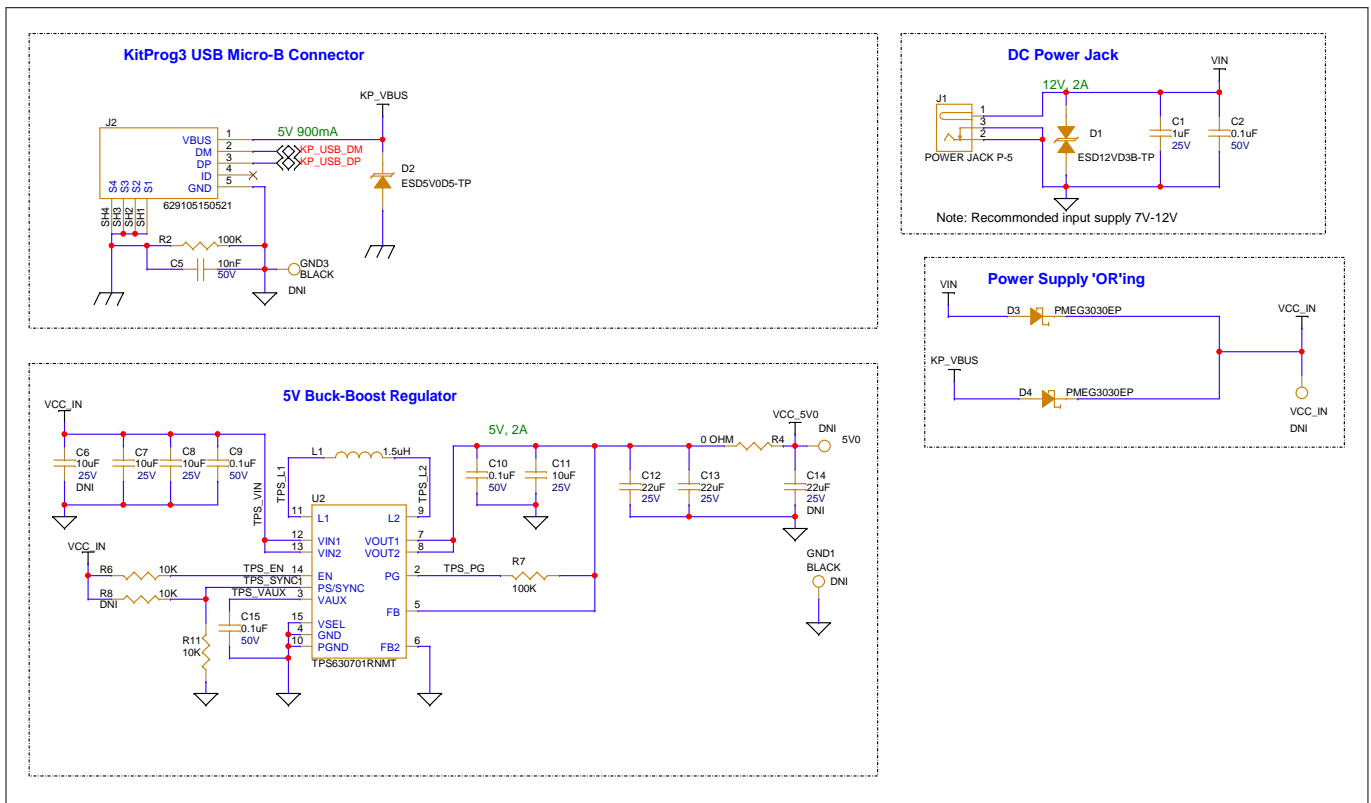 KitProg3 USB Micro-B Connector
KP_VBUS
J2
5V 900mA
VBUS 1
DM 2 KP_USB_DM
DP 3 KP_USB_DP
ID 4
GND 5
S4 S3 S2 S1
629105150521
SH4 SH3 SH2 SH1
D2
ESD5V0D5-TP
R2 100K
C5 10nF
50V
GND3
BLACK
DNI
DC Power Jack
VIN
12V, 2A
J1
1
3
2
POWER JACK P-5
D1
ESD12VD3B-TP
C1
1uF
25V
C2
0.1uF
50V
Note: Recommonded input supply 7V-12V
Power Supply 'OR'ing
VIN
D3 PMEG3030EP
VCC_IN
KP_VBUS
D4 PMEG3030EP
VCC_IN
DNI
5V Buck-Boost Regulator
VCC_IN
C6
10uF
25V
DNI
C7
10uF
25V
C8
10uF
25V
C9
0.1uF
50V
TPS_VIN
L1 1.5uH
TPS_L1
TPS_L2
U2
11 L1
L2 9
12 VIN1
13 VIN2
VOUT1 7
VOUT2 8
VCC_IN
R6 10K TPS_EN 14 EN
R8 10K TPS_SYNC 1 PS/SYNC
DNI
TPS_VAUX 3 VAUX
PG 2 TPS_PG
R7
100K
FB 5
15 VSEL
4 GND
10 PGND
FB2 6
TPS630701RNMT
C15
0.1uF
50V
R11
10K
5V, 2A
C10
0.1uF
50V
C11
10uF
25V
C12
22uF
25V
C13
22uF
25V
0 OHM R4
VCC_5V0
DNI
5V0
C14
22uF
25V
DNI
GND1
BLACK
DNI